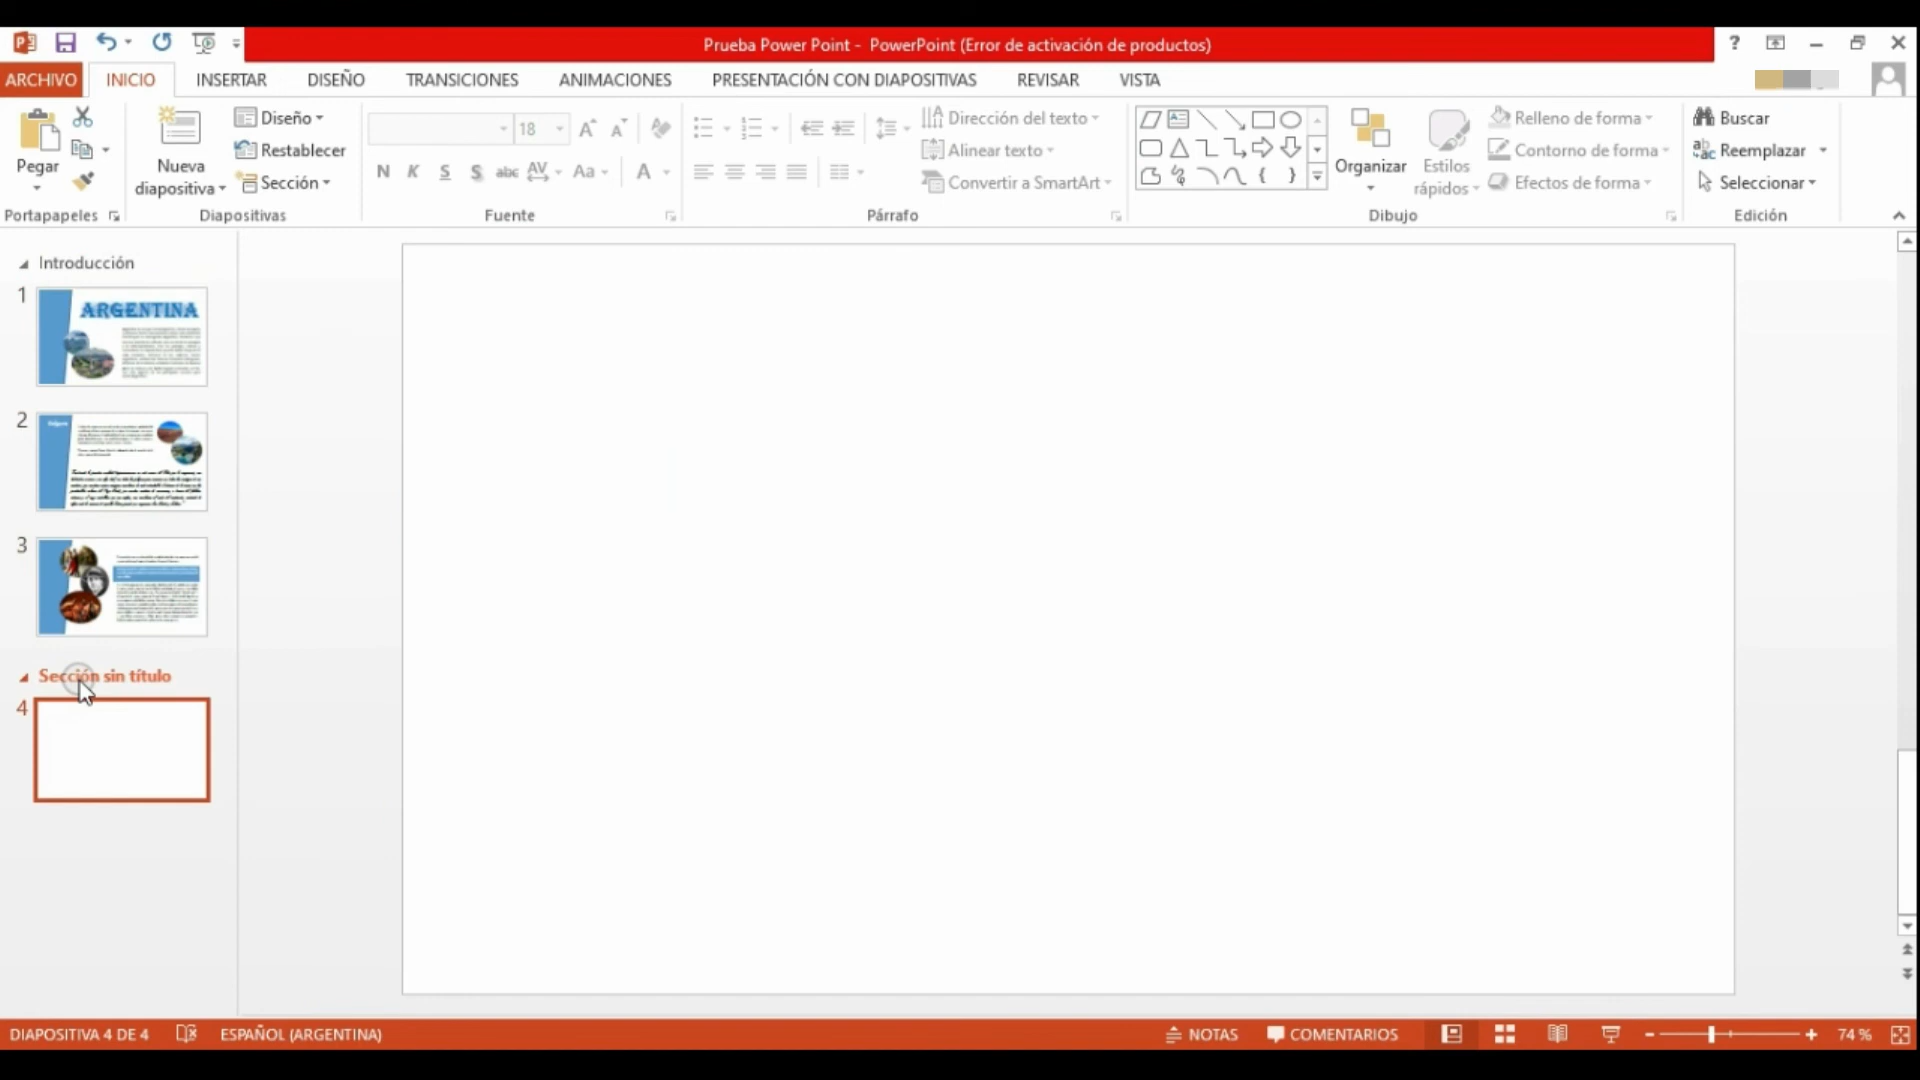 Prueba Power Point - PowerPoint (Error de activación de productos)
ARCHIVO INICIO INSERTAR DISEÑO TRANSICIONES ANIMACIONES PRESENTACIÓN CON DIAPOSITIVAS REVISAR VISTA
Pegar
Nueva diapositiva
Diseño
Restablecer
Sección
18
N K S S abc AV Aa A
Dirección del texto
Alinear texto
Convertir a SmartArt
Organizar
Estilos rápidos
Relleno de forma
Contorno de forma
Efectos de forma
Buscar
Reemplazar
Seleccionar
Portapapeles Diapositivas Fuente Párrafo Dibujo Edición
Introducción
1
ARGENTINA
2
3
Sección sin título
4
DIAPOSITIVA 4 DE 4 ESPAÑOL (ARGENTINA) NOTAS COMENTARIOS 74 %